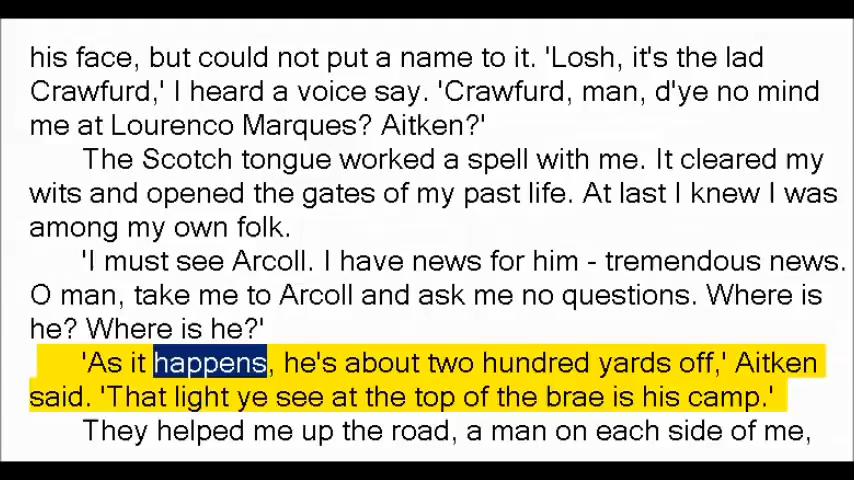 his face, but could not put a name to it. 'Losh, it's the lad
Crawfurd,' I heard a voice say. 'Crawfurd, man, d'ye no mind
me at Lourenco Marques? Aitken?'
The Scotch tongue worked a spell with me. It cleared my
wits and opened the gates of my past life. At last I knew I was
among my own folk.
'I must see Arcoll. I have news for him - tremendous news.
O man, take me to Arcoll and ask me no questions. Where is
he? Where is he?'
'As it happens, he's about two hundred yards off,' Aitken
said. 'That light ye see at the top of the brae is his camp.'
They helped me up the road, a man on each side of me,